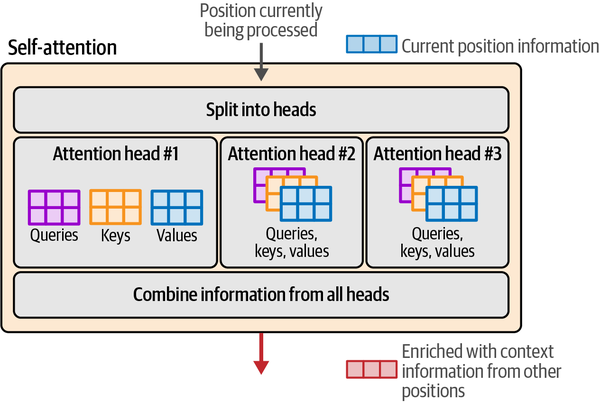 Position currently
being processed
Self-attention
Current position information
Split into heads
Attention head #1
Attention head #2
Attention head #3
Queries
Keys
Values
Queries,
keys, values
Queries,
keys, values
Combine information from all heads
Enriched with context
information from other
positions